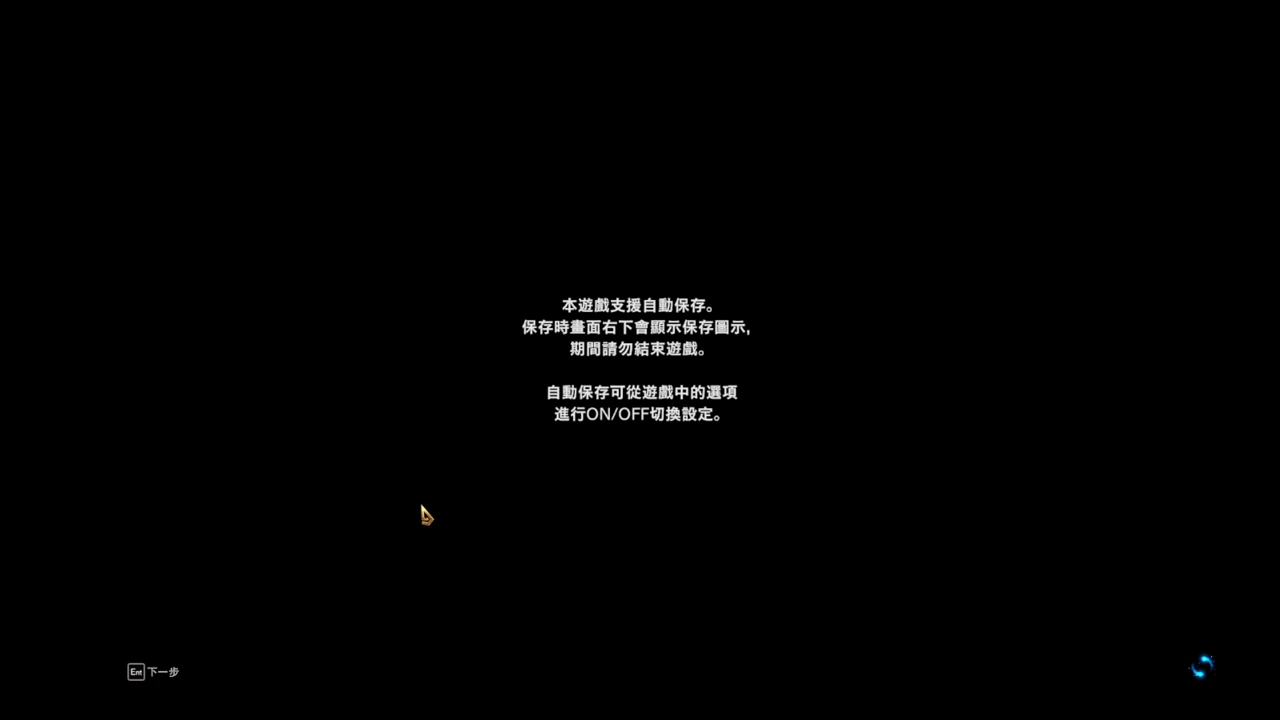 本遊戲支援自動保存。
保存時畫面右下會顯示保存圖示,
期間請勿結束遊戲。
自動保存可從遊戲中的選項
進行ON/OFF切換設定。
Ent 下一步